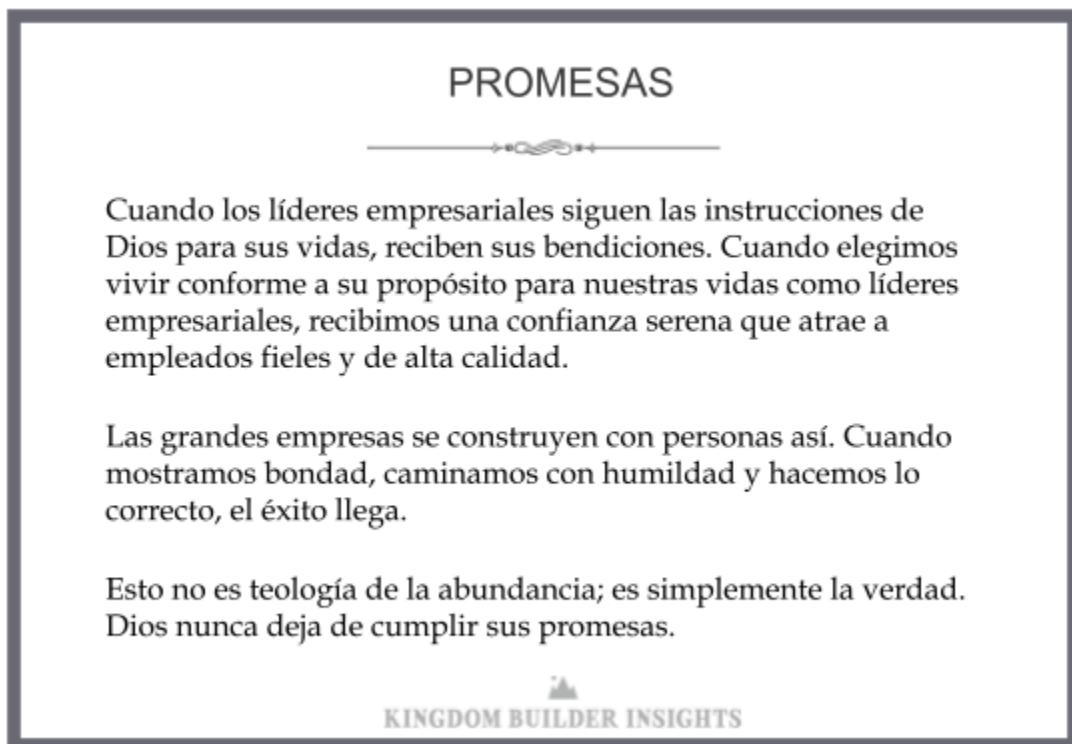 PROMESAS
Cuando los líderes empresariales siguen las instrucciones de
Dios para sus vidas, reciben sus bendiciones. Cuando elegimos
vivir conforme a su propósito para nuestras vidas como líderes
empresariales, recibimos una confianza serena que atrae a
empleados fieles y de alta calidad.
Las grandes empresas se construyen con personas así. Cuando
mostramos bondad, caminamos con humildad y hacemos lo
correcto, el éxito llega.
Esto no es teología de la abundancia; es simplemente la verdad.
Dios nunca deja de cumplir sus promesas.
KINGDOM BUILDER INSIGHTS